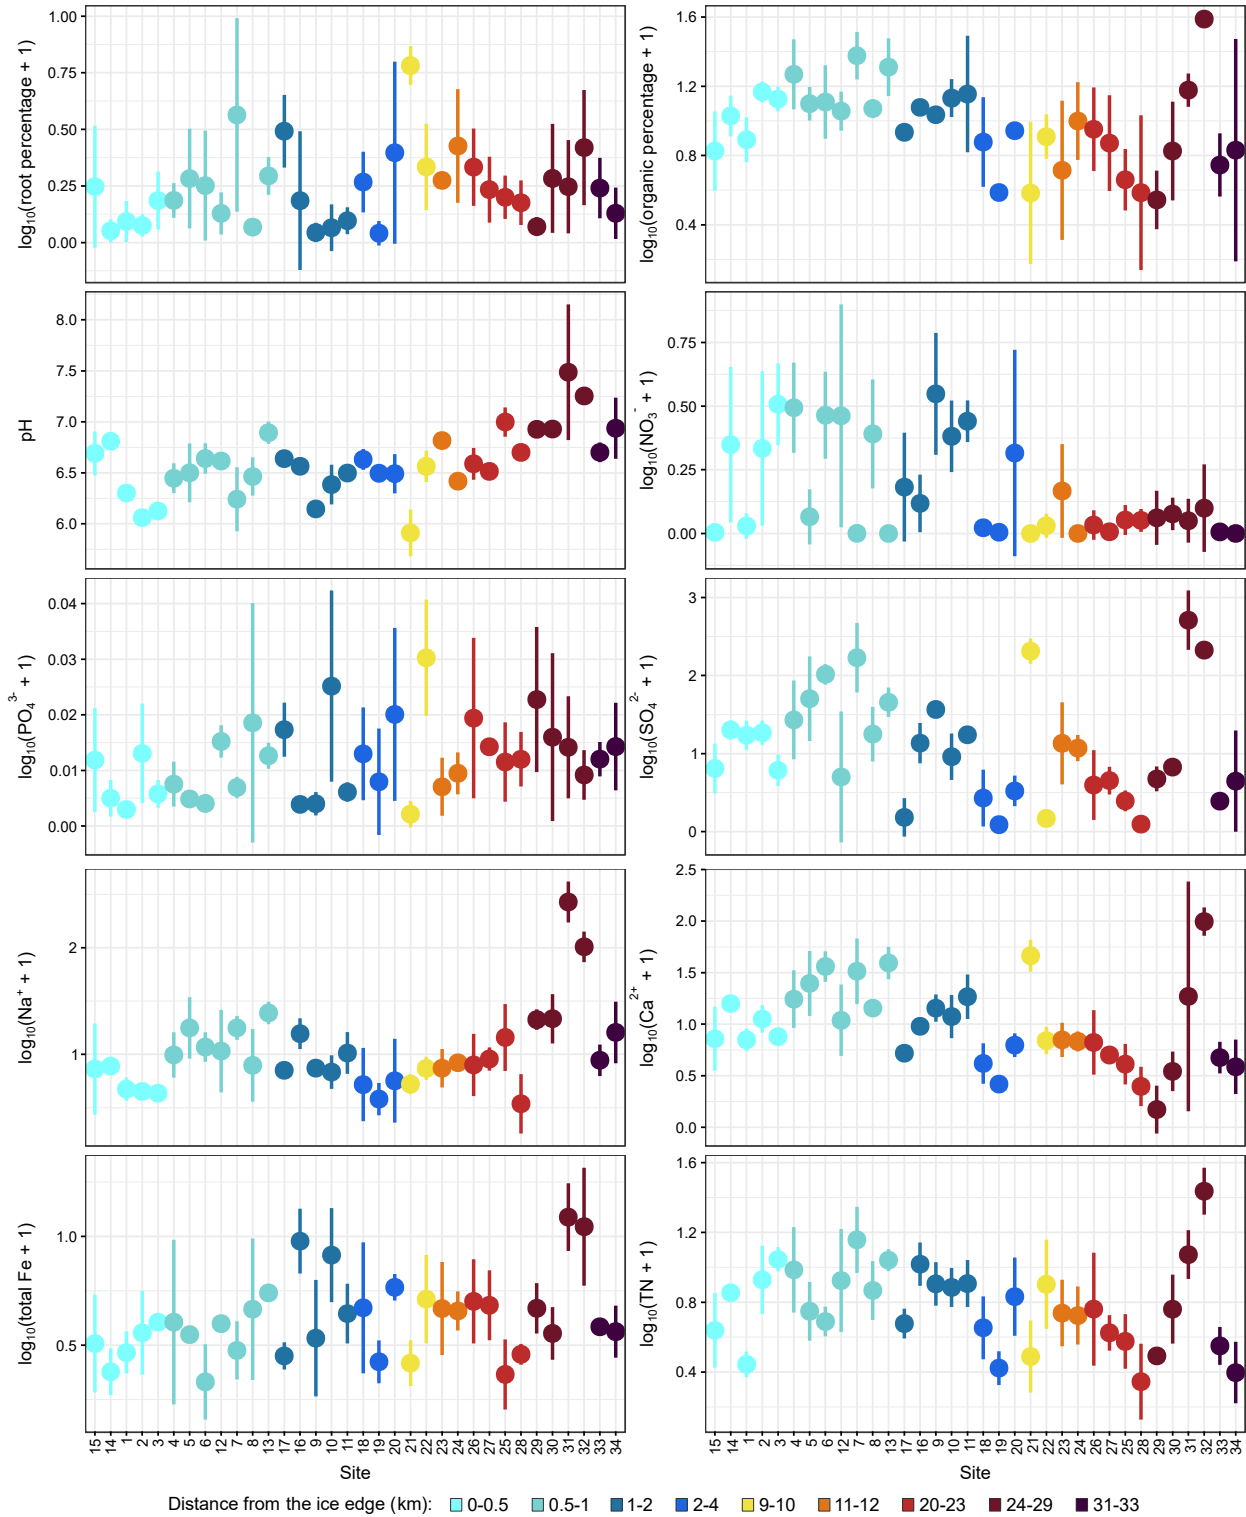 log₁₀(root percentage + 1)
1.00
0.75
0.50
0.25
0.00
log₁₀(organic percentage + 1)
1.6
1.2
0.8
0.4
pH
8.0
7.5
7.0
6.5
6.0
log₁₀(NO₃⁻ + 1)
0.75
0.50
0.25
0.00
log₁₀(PO₄³⁻ + 1)
0.04
0.03
0.02
0.01
0.00
log₁₀(SO₄²⁻ + 1)
3
2
1
0
log₁₀(Na⁺ + 1)
2
1
log₁₀(Ca²⁺ + 1)
2.5
2.0
1.5
1.0
0.5
0.0
log₁₀(total Fe + 1)
1.0
0.5
log₁₀(TN + 1)
1.6
1.2
0.8
0.4
15 14 1 2 3 4 5 6 12 7 8 13 17 16 9 10 11 18 19 20 21 22 23 24 26 27 25 28 29 30 31 32 33 34
15 14 1 2 3 4 5 6 12 7 8 13 17 16 9 10 11 18 19 20 21 22 23 24 26 27 25 28 29 30 31 32 33 34
Site
Site
Distance from the ice edge (km): 0-0.5 0.5-1 1-2 2-4 9-10 11-12 20-23 24-29 31-33